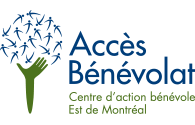 Accès
Bénévolat
Centre d'action bénévole
Est de Montréal